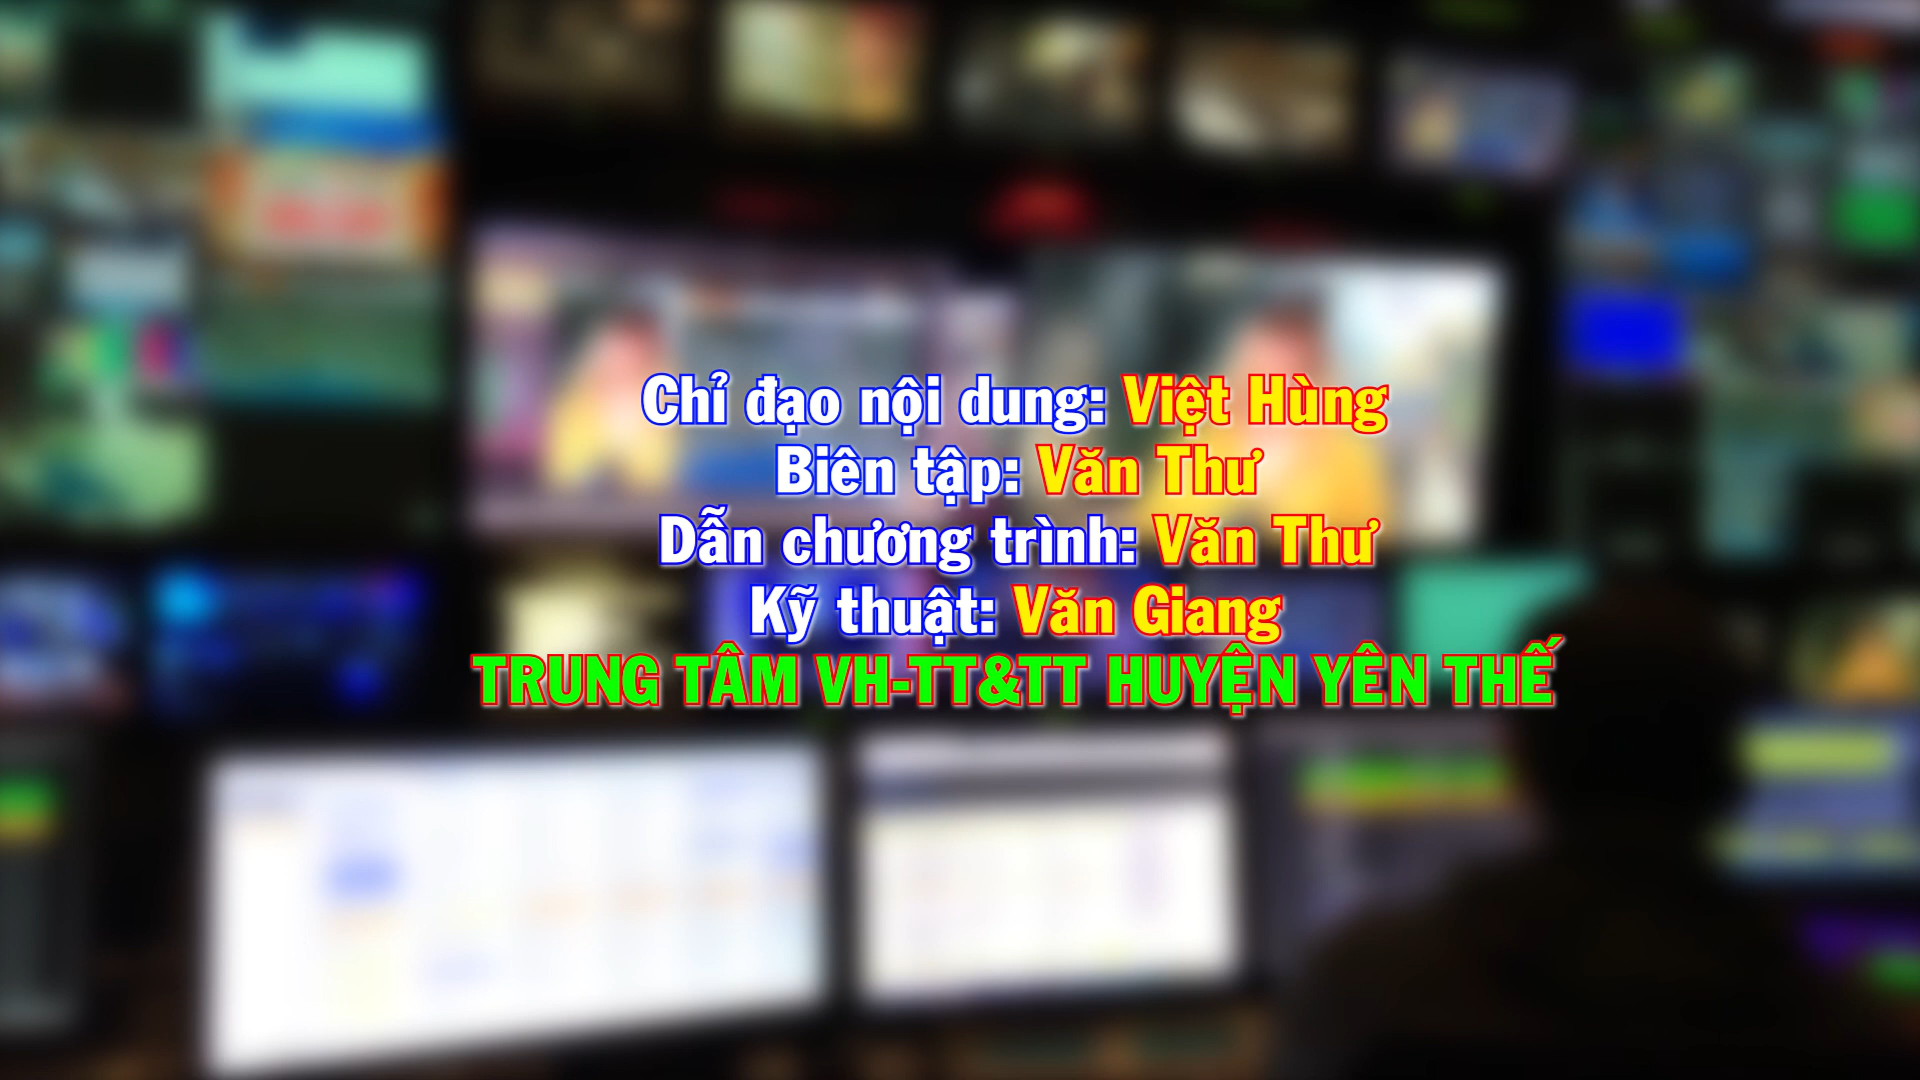 Chỉ đạo nội dung: Việt Hùng
Biên tập: Văn Thư
Dẫn chương trình: Văn Thư
Kỹ thuật: Văn Giang
TRUNG TÂM VH-TT&TT HUYỆN YÊN THẾ